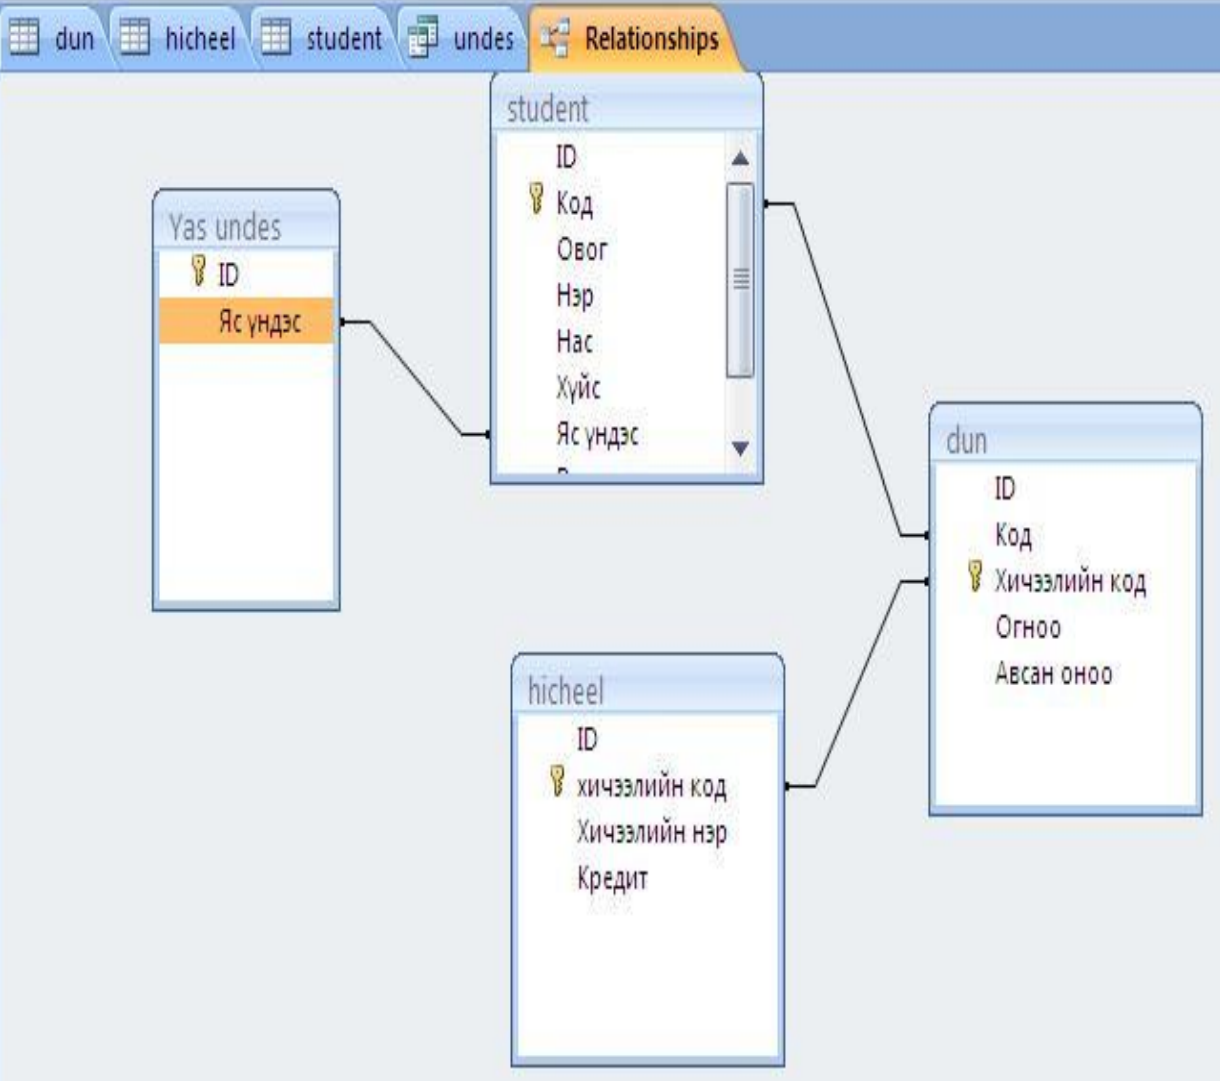 dun hicheel student undes Relationships
student
ID
Код
Овог
Нэр
Нас
Хүйс
Яс үндэс
Yas undes
ID
Яс үндэс
dun
ID
Код
Хичээлийн код
Огноо
Авсан оноо
hicheel
ID
хичээлийн код
Хичээлийн нэр
Кредит